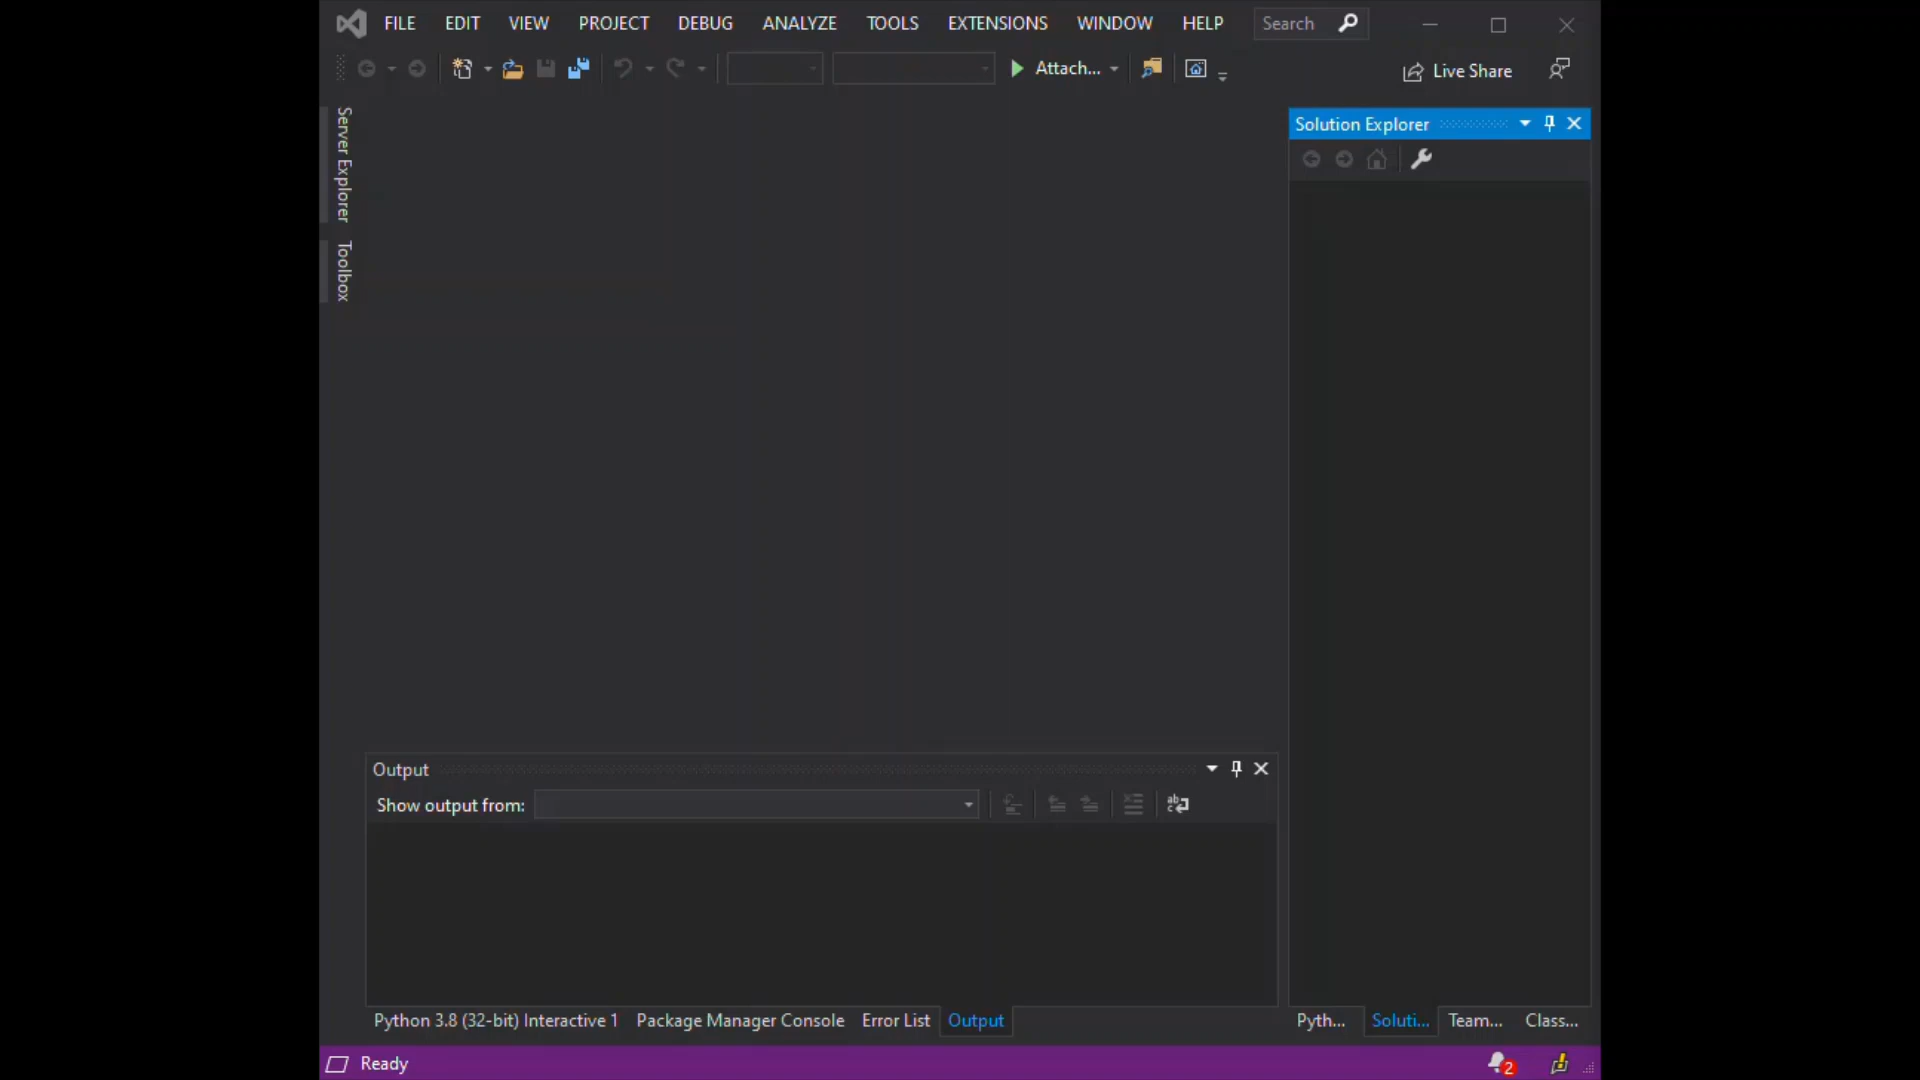 FILE EDIT VIEW PROJECT DEBUG ANALYZE TOOLS EXTENSIONS WINDOW HELP Search
Attach... Live Share
Server Explorer
Toolbox
Solution Explorer
Output
Show output from:
Python 3.8 (32-bit) Interactive 1 Package Manager Console Error List Output
Pyth... Soluti... Team... Class...
Ready
2